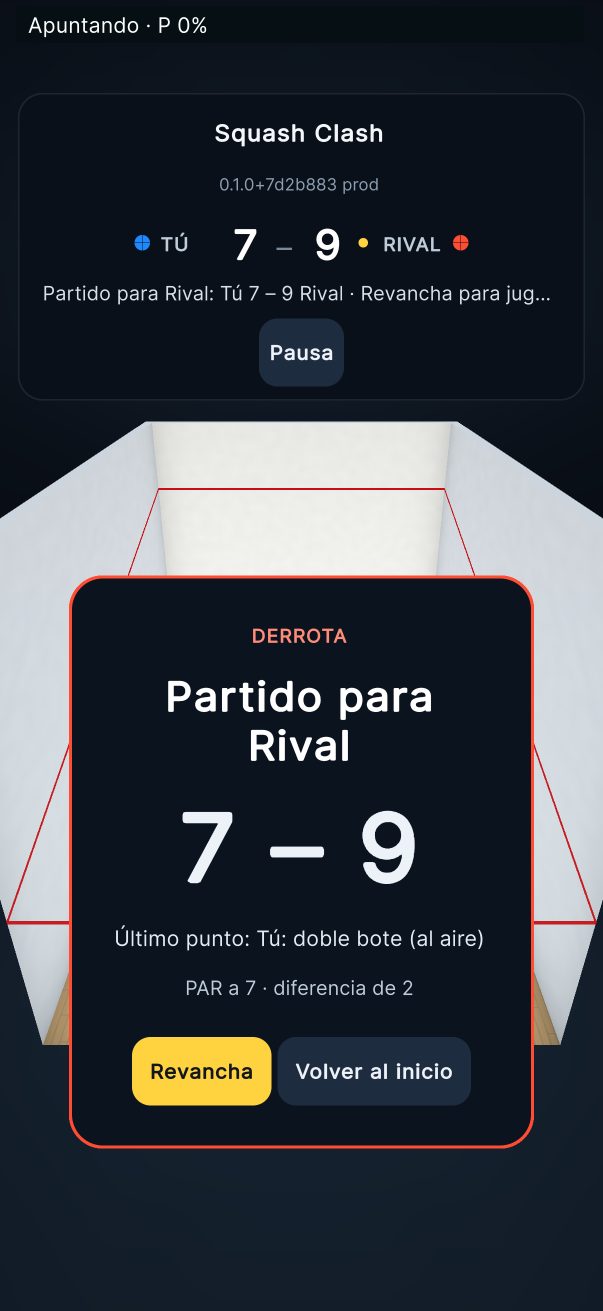 Apuntando · P 0%
Squash Clash
0.1.0+7d2b883 prod
TÚ 7 – 9 RIVAL
Partido para Rival: Tú 7 – 9 Rival · Revancha para jug...
Pausa
DERROTA
Partido para
Rival
7 – 9
Último punto: Tú: doble bote (al aire)
PAR a 7 · diferencia de 2
Revancha Volver al inicio